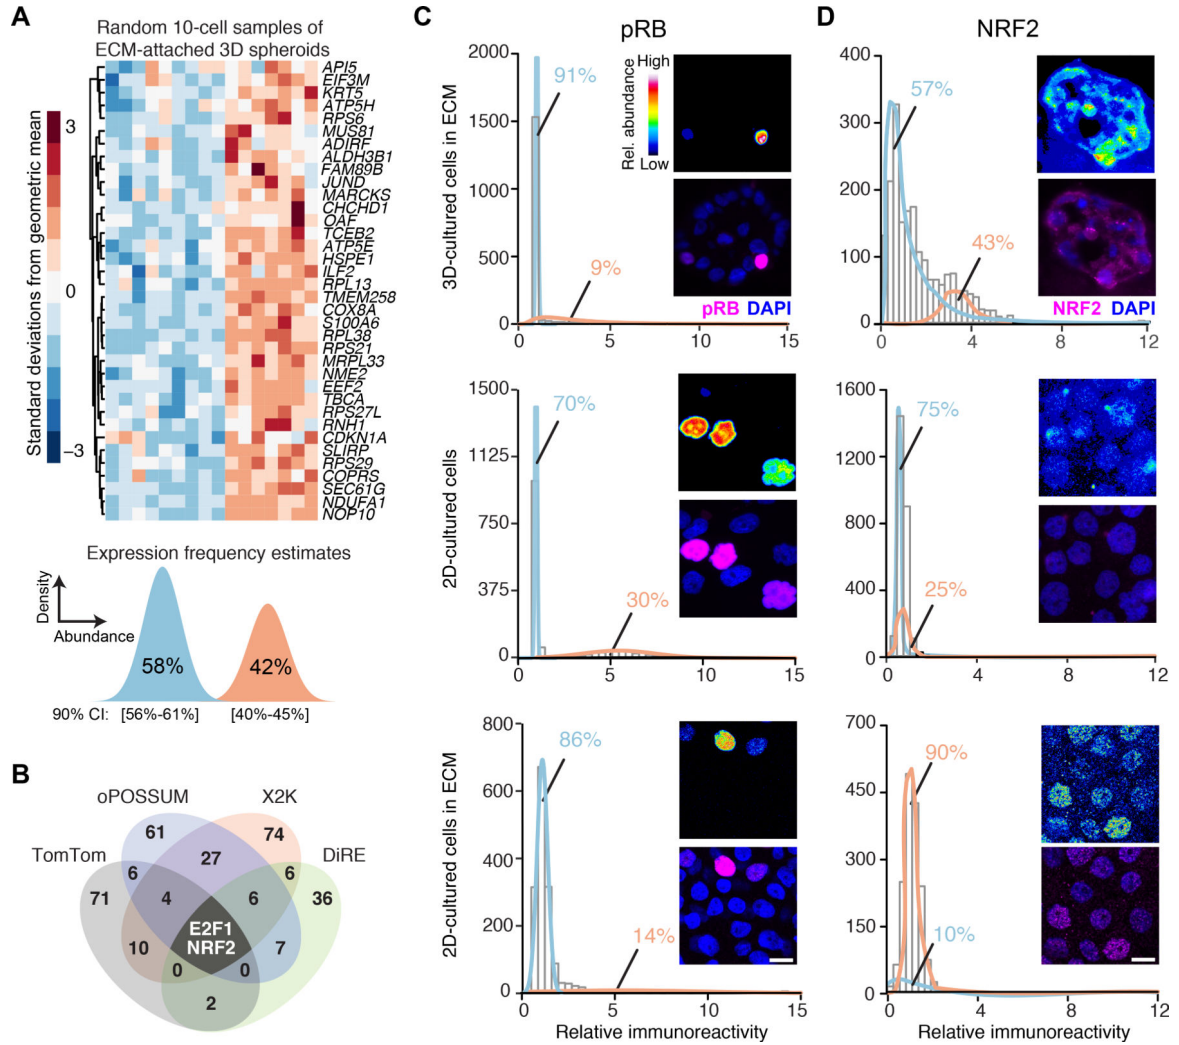 A
Random 10-cell samples of
ECM-attached 3D spheroids
Standard deviations from geometric mean
3
0
−3
API5
EIF3M
KRT5
ATP5H
RPS6
MUS81
ADIRF
ALDH3B1
FAM89B
JUND
MARCKS
CHCHD1
OAF
TCEB2
ATP5E
HSPE1
ILF2
RPL13
TMEM258
COX8A
S100A6
RPL38
RPS21
MRPL33
NME2
EEF2
TBCA
RPS27L
RNH1
CDKN1A
SLIRP
RPS29
COPRS
SEC61G
NDUFA1
NOP10
Expression frequency estimates
Density
Abundance
58%
42%
90% CI: [56%-61%] [40%-45%]
B
oPOSSUM
X2K
TomTom
DiRE
61
74
27
6
6
71
4
6
36
E2F1
NRF2
10
7
0
0
2
C
pRB
3D-cultured cells in ECM
2000
1500
1000
500
0
0
5
10
15
91%
9%
Rel. abundance
High
Low
pRB DAPI
2D-cultured cells
1500
1125
750
375
0
0
5
10
15
70%
30%
2D-cultured cells in ECM
800
600
400
200
0
0
5
10
15
86%
14%
Relative immunoreactivity
D
NRF2
400
300
200
100
0
0
4
8
12
57%
43%
NRF2 DAPI
1600
1200
800
400
0
0
4
8
12
75%
25%
700
450
300
150
0
0
4
8
12
90%
10%
Relative immunoreactivity